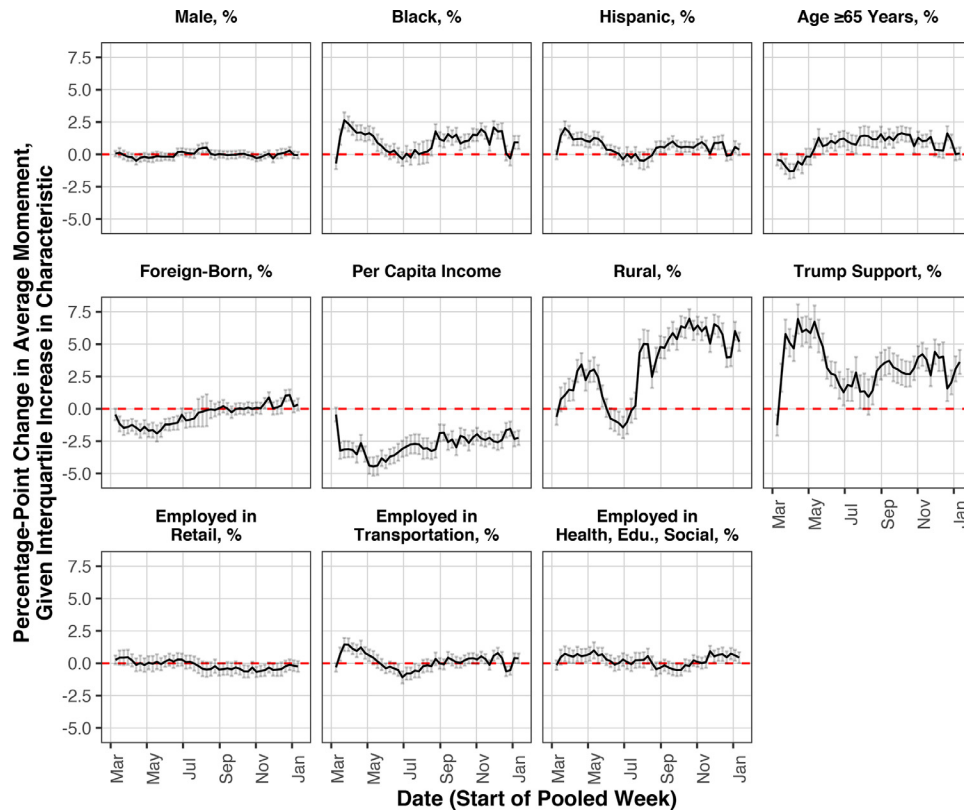 Male, %
Black, %
Hispanic, %
Age ≥65 Years, %
7.5
5.0
2.5
0.0
-2.5
-5.0
Percentage-Point Change in Average Momement,
Given Interquartile Increase in Characteristic
Foreign-Born, %
Per Capita Income
Rural, %
Trump Support, %
7.5
5.0
2.5
0.0
-2.5
-5.0
Mar
May
Jul
Sep
Nov
Jan
Employed in
Retail, %
Employed in
Transportation, %
Employed in
Health, Edu., Social, %
7.5
5.0
2.5
0.0
-2.5
-5.0
Mar
May
Jul
Sep
Nov
Jan
Mar
May
Jul
Sep
Nov
Jan
Mar
May
Jul
Sep
Nov
Jan
Date (Start of Pooled Week)